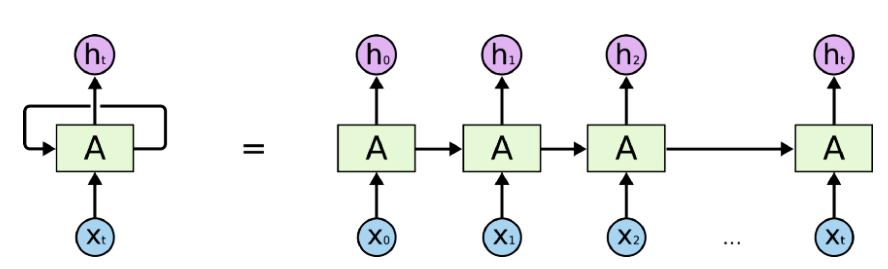 hₜ h₀ h₁ h₂ hₜ
A = A A A A
xₜ x₀ x₁ x₂ ... xₜ